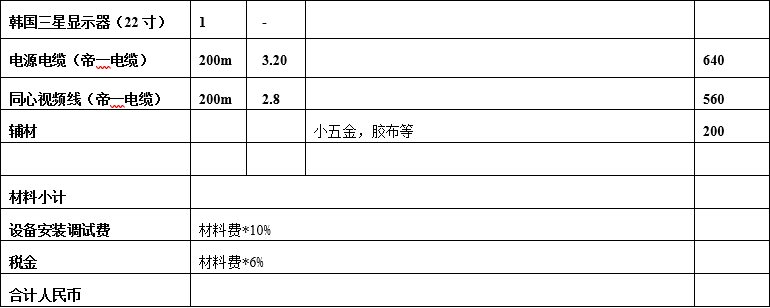 韩国三星显示器（22寸） 1 -
电源电缆（帝一电缆） 200m 3.20 640
同心视频线（帝一电缆） 200m 2.8 560
辅材 小五金，胶布等 200
材料小计
设备安装调试费 材料费*10%
税金 材料费*6%
合计人民币